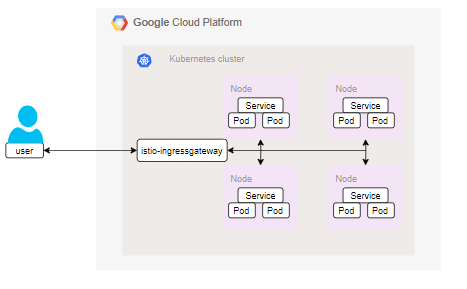 Google Cloud Platform
Kubernetes cluster
Node
Service
Pod
Pod
Node
Service
Pod
Pod
user
istio-ingressgateway
Node
Service
Pod
Pod
Node
Service
Pod
Pod